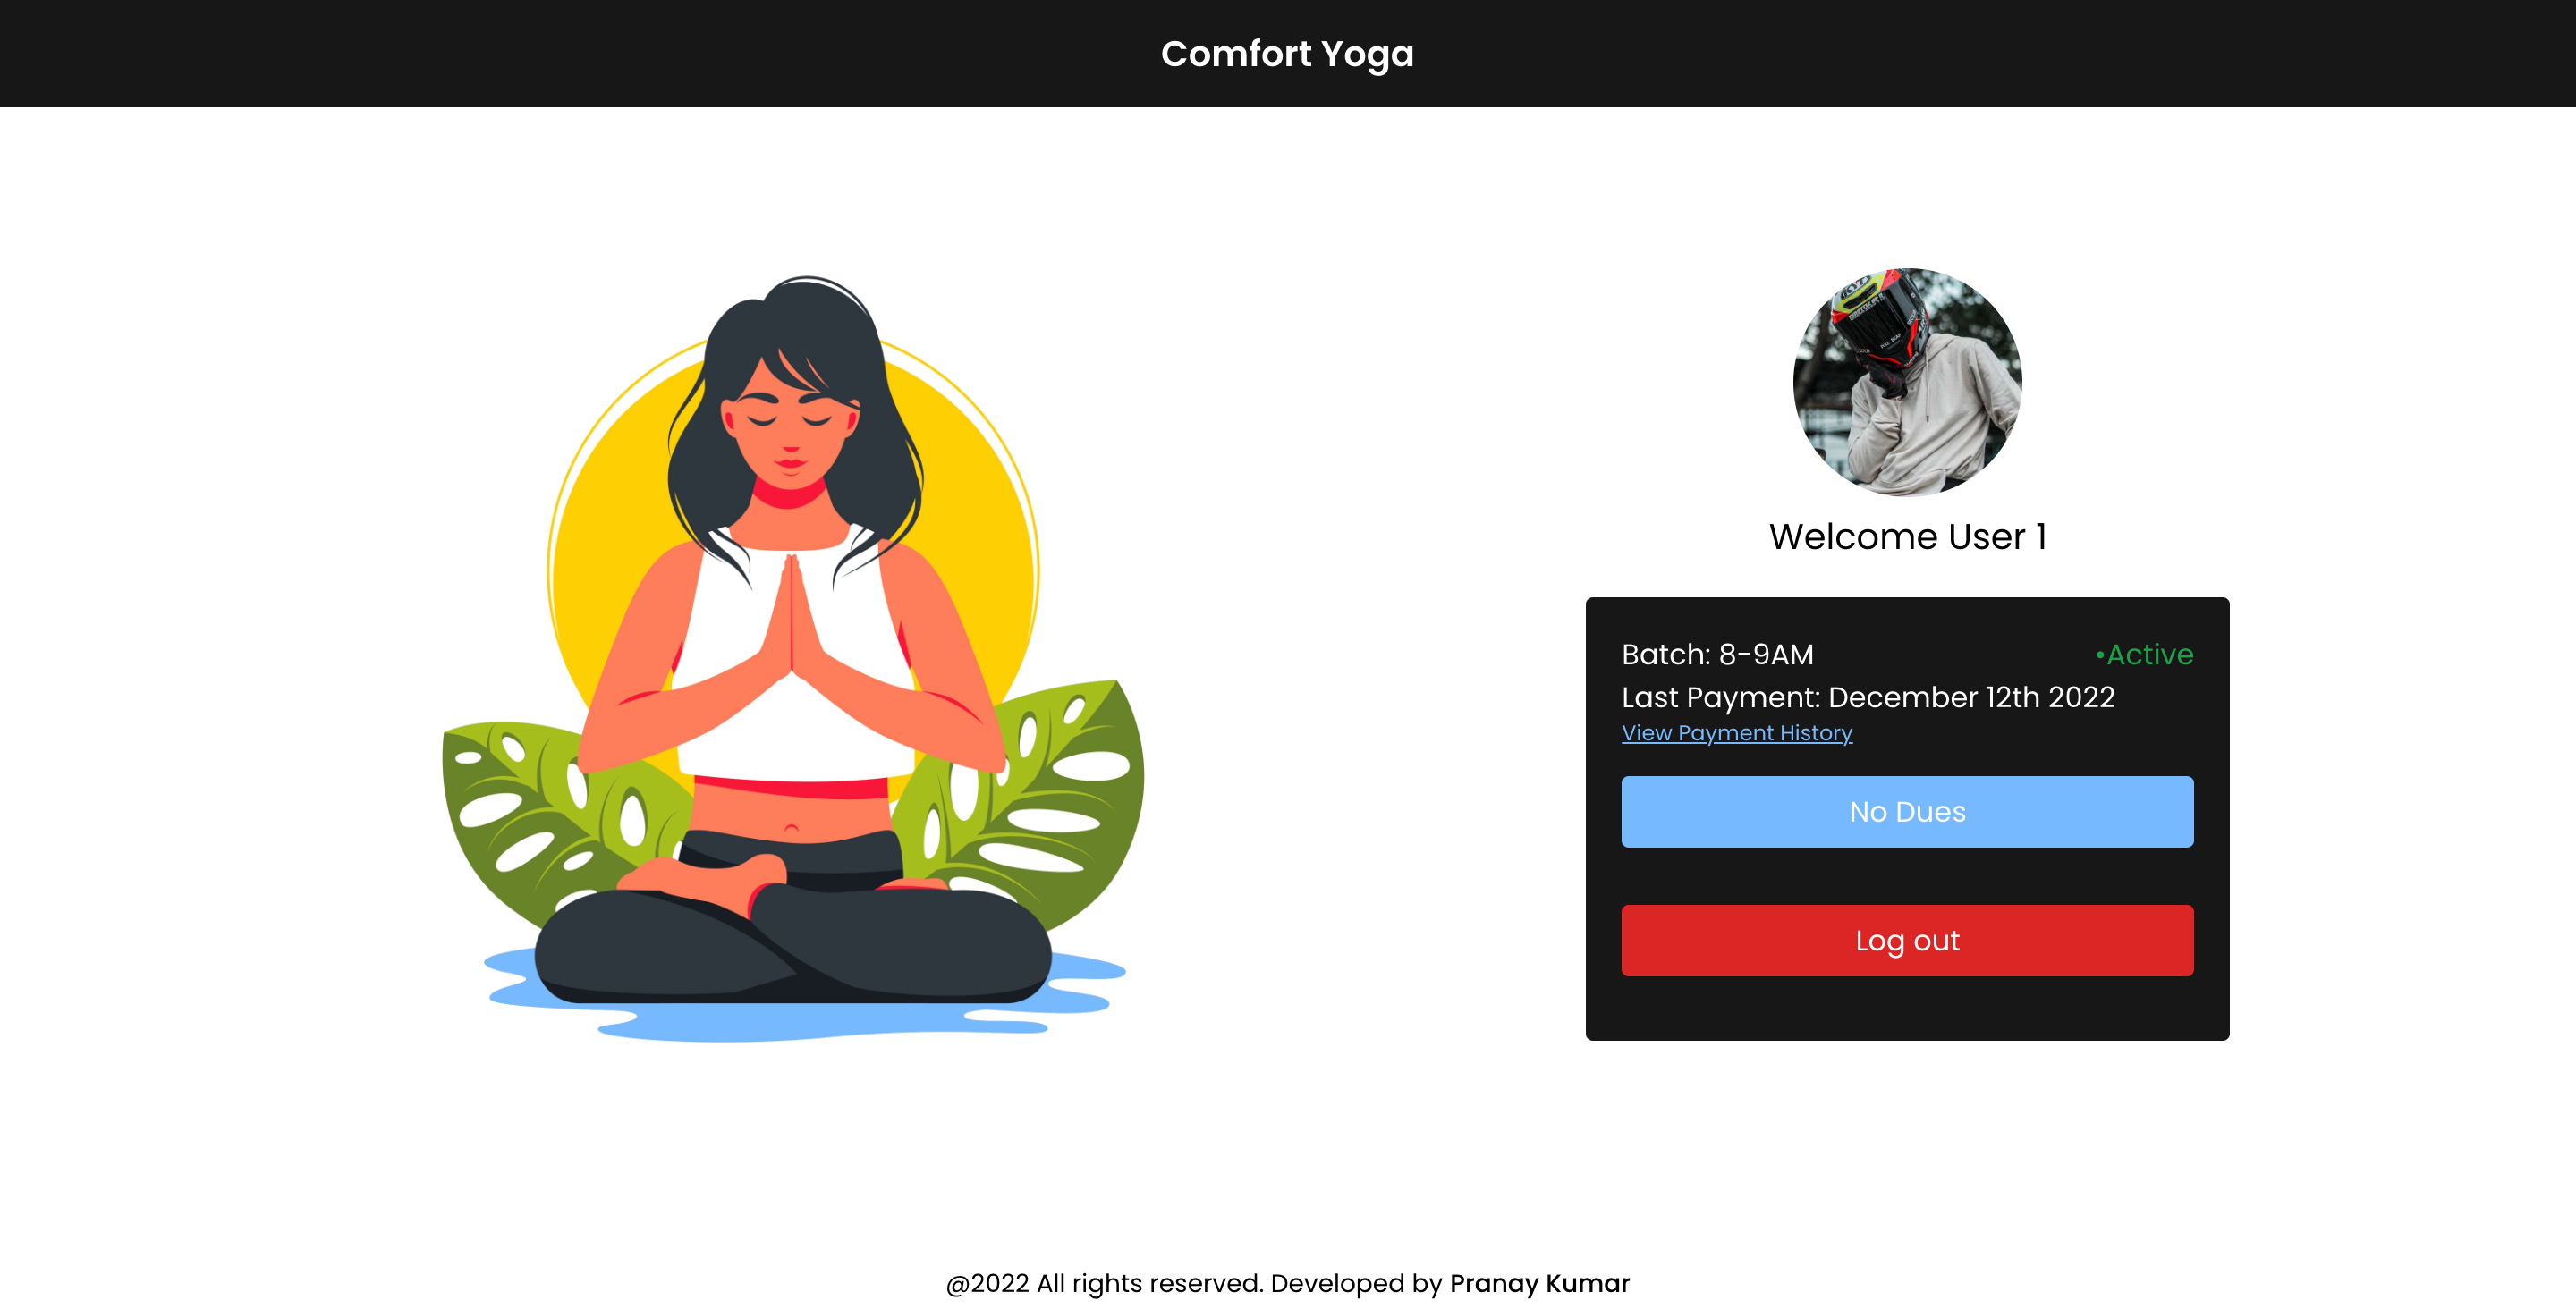 Comfort Yoga
Welcome User 1
Batch: 8-9AM
•Active
Last Payment: December 12th 2022
View Payment History
No Dues
Log out
@2022 All rights reserved. Developed by Pranay Kumar